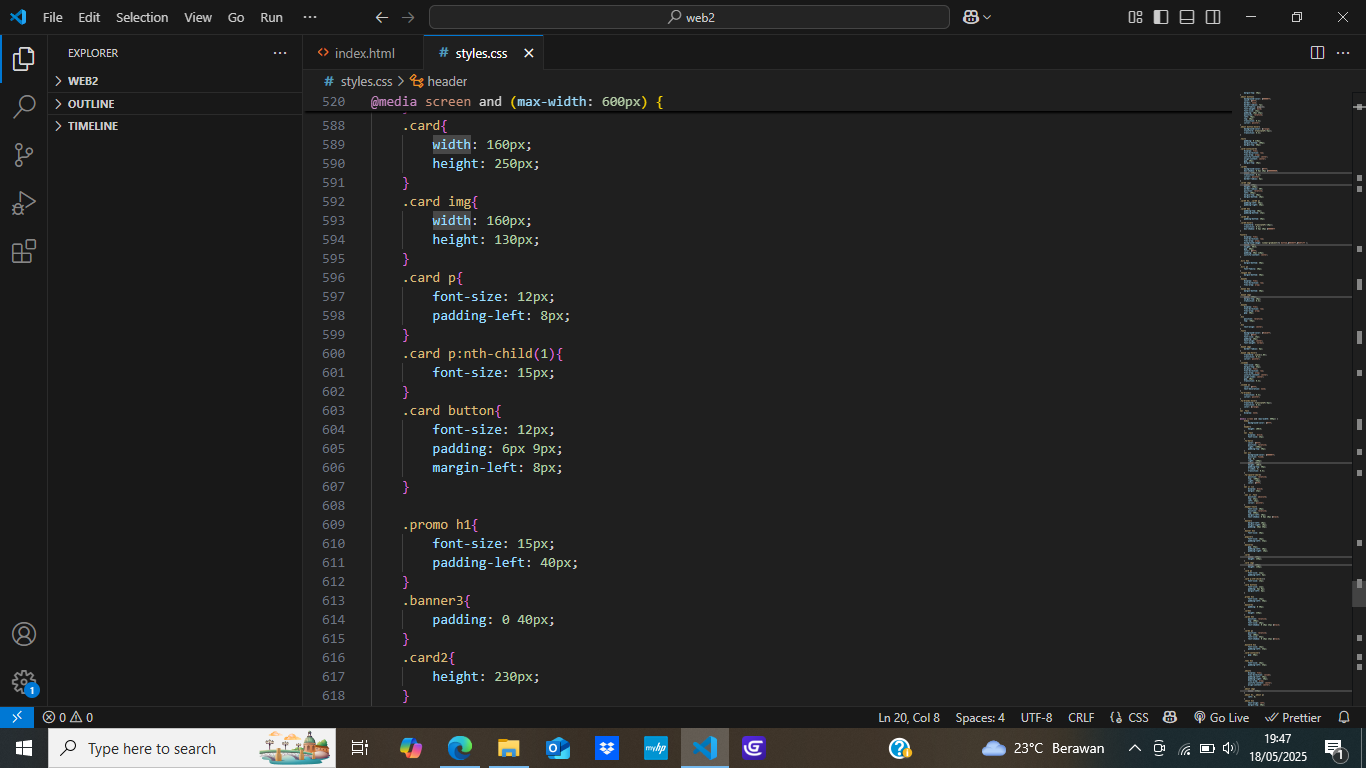 File Edit Selection View Go Run ··· web2
EXPLORER
WEB2
OUTLINE
TIMELINE
index.html
# styles.css
# styles.css > header
520 @media screen and (max-width: 600px) {
588 .card{
589 width: 160px;
590 height: 250px;
591 }
592 .card img{
593 width: 160px;
594 height: 130px;
595 }
596 .card p{
597 font-size: 12px;
598 padding-left: 8px;
599 }
600 .card p:nth-child(1){
601 font-size: 15px;
602 }
603 .card button{
604 font-size: 12px;
605 padding: 6px 9px;
606 margin-left: 8px;
607 }
608
609 .promo h1{
610 font-size: 15px;
611 padding-left: 40px;
612 }
613 .banner3{
614 padding: 0 40px;
615 }
616 .card2{
617 height: 230px;
618 }
1
0 0 Ln 20, Col 8 Spaces: 4 UTF-8 CRLF {} CSS Go Live Prettier
Type here to search
myhp
23°C Berawan
19:47
18/05/2025
1